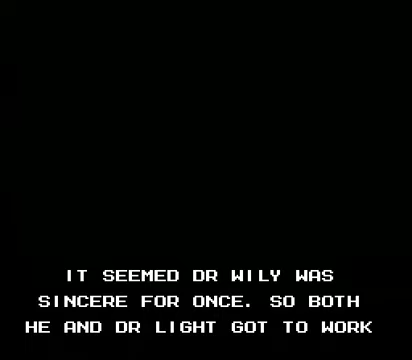 IT SEEMED DR WILY WAS
SINCERE FOR ONCE. SO BOTH
HE AND DR LIGHT GOT TO WORK